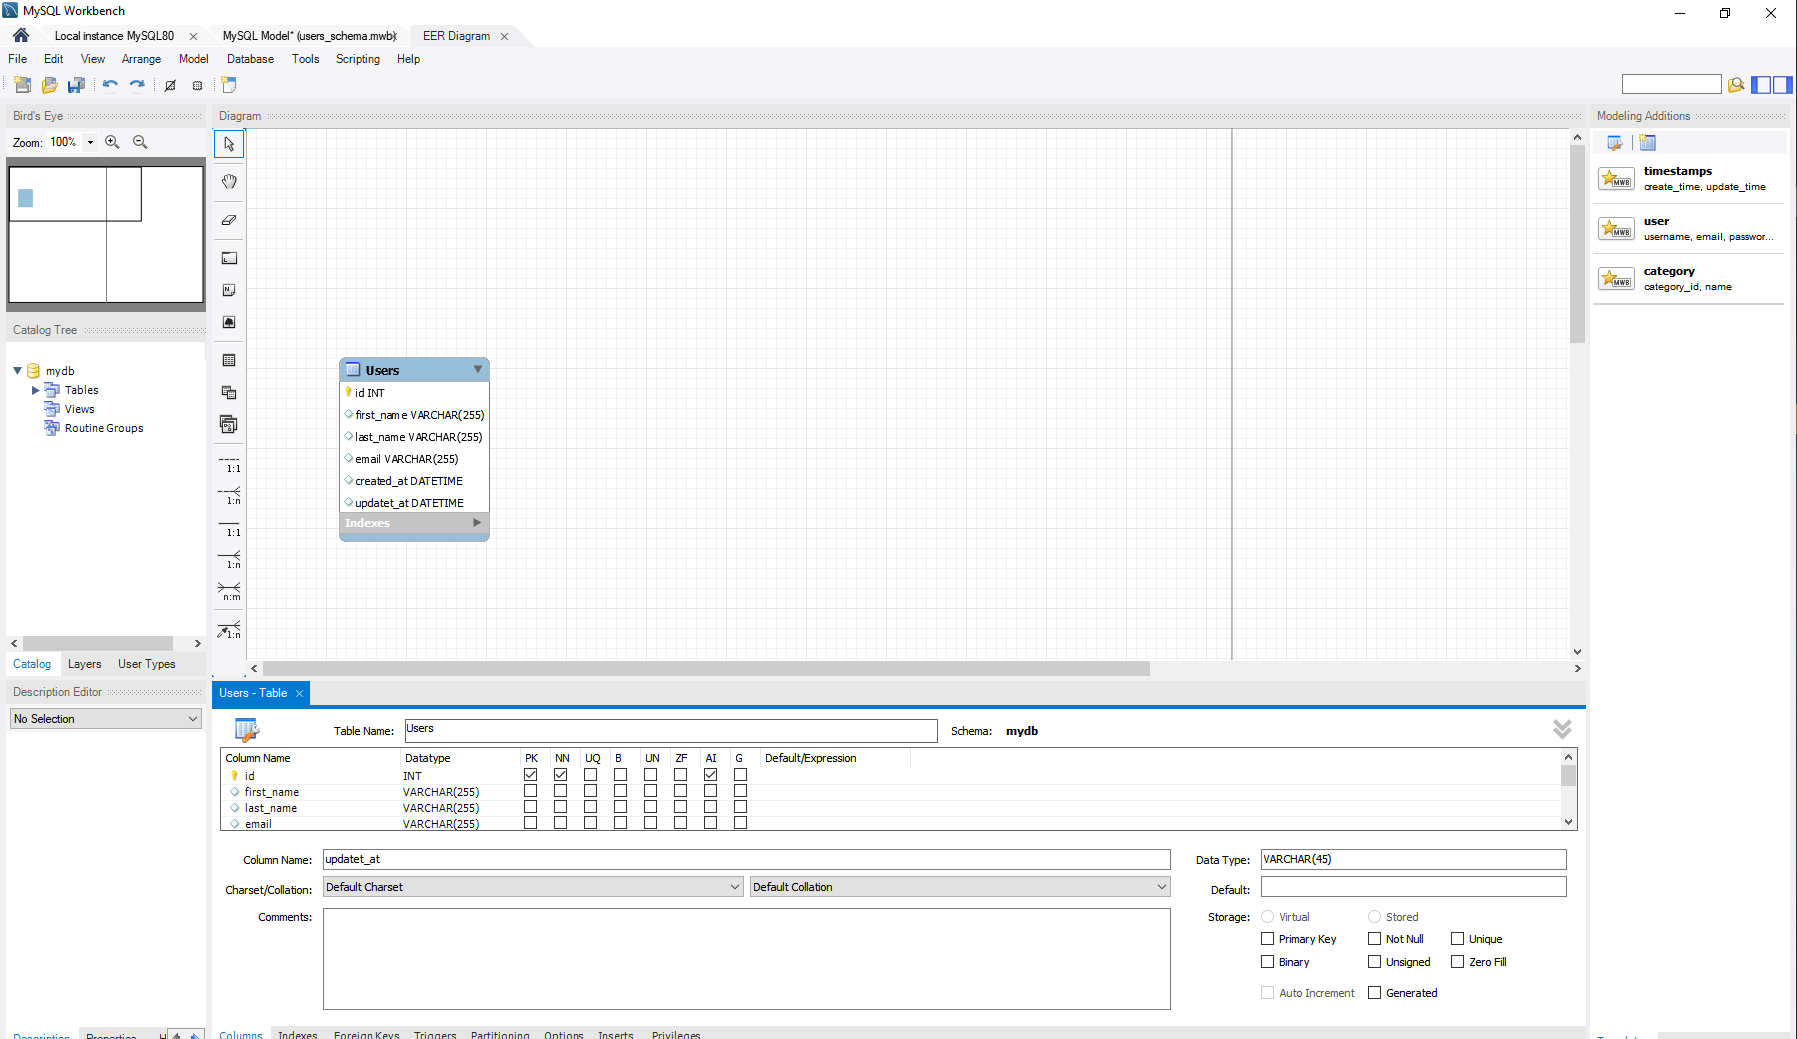 MySQL Workbench
Local instance MySQL80
MySQL Model* (users_schema.mwb)
EER Diagram
File Edit View Arrange Model Database Tools Scripting Help
Bird's Eye
Zoom: 100%
Catalog Tree
mydb
Tables
Views
Routine Groups
Catalog Layers User Types
Description Editor
No Selection
Description Properties H
Diagram
1:1
1:n
1:1
1:n
n:m
1:n
Users
id INT
first_name VARCHAR(255)
last_name VARCHAR(255)
email VARCHAR(255)
created_at DATETIME
updatet_at DATETIME
Indexes
Modeling Additions
timestamps
create_time, update_time
user
username, email, passwor...
category
category_id, name
Users - Table
Table Name: Users Schema: mydb
Column Name Datatype PK NN UQ B UN ZF AI G Default/Expression
id INT
first_name VARCHAR(255)
last_name VARCHAR(255)
email VARCHAR(255)
Column Name: updatet_at Data Type: VARCHAR(45)
Charset/Collation: Default Charset Default Collation Default:
Comments: Storage: Virtual Stored
Primary Key Not Null Unique
Binary Unsigned Zero Fill
Auto Increment Generated
Columns Indexes Foreign Keys Triggers Partitioning Options Inserts Privileges